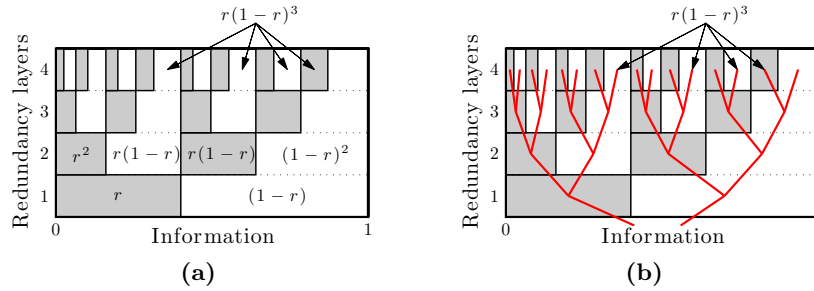 r(1 − r)³ r(1 − r)³
Redundancy layers Redundancy layers
4 4
3 3
2 r² r(1 − r) r(1 − r) (1 − r)² 2
1 r (1 − r) 1
0 1 0
Information Information
(a) (b)